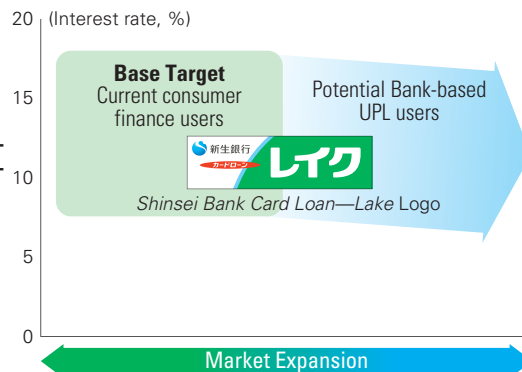 20 (Interest rate, %)
15
10
5
0
Base Target
Current consumer
finance users
Potential Bank-based
UPL users
新生銀行
カードローン
レイク
Shinsei Bank Card Loan—Lake Logo
Market Expansion